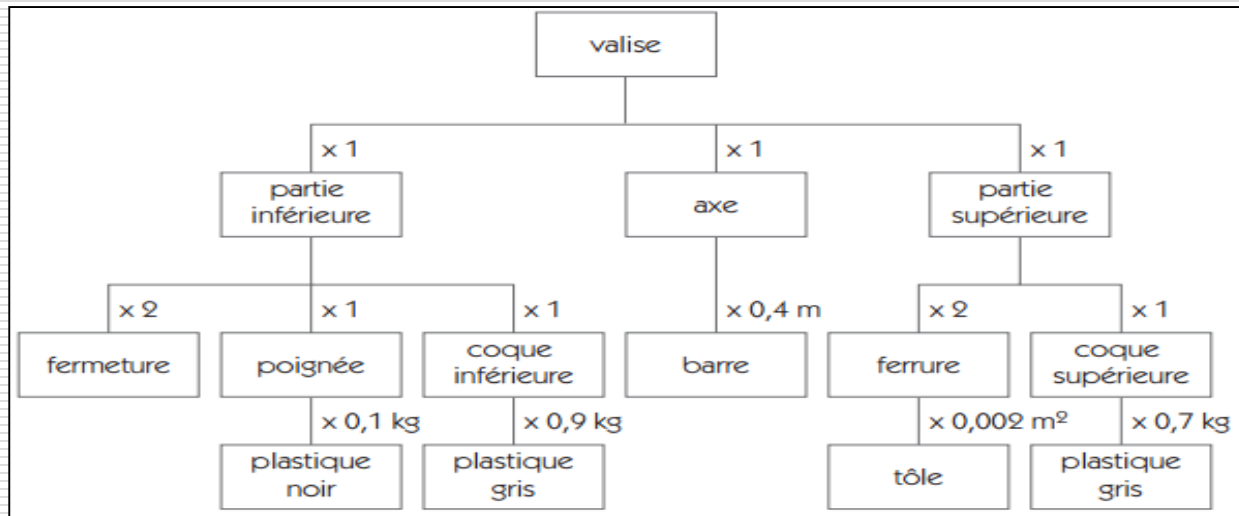 valise
x 1
x 1
x 1
partie
inférieure
axe
partie
supérieure
x 2
x 1
x 1
x 0,4 m
x 2
x 1
fermeture
poignée
coque
inférieure
barre
ferrure
coque
supérieure
x 0,1 kg
x 0,9 kg
x 0,002 m²
x 0,7 kg
plastique
noir
plastique
gris
tôle
plastique
gris